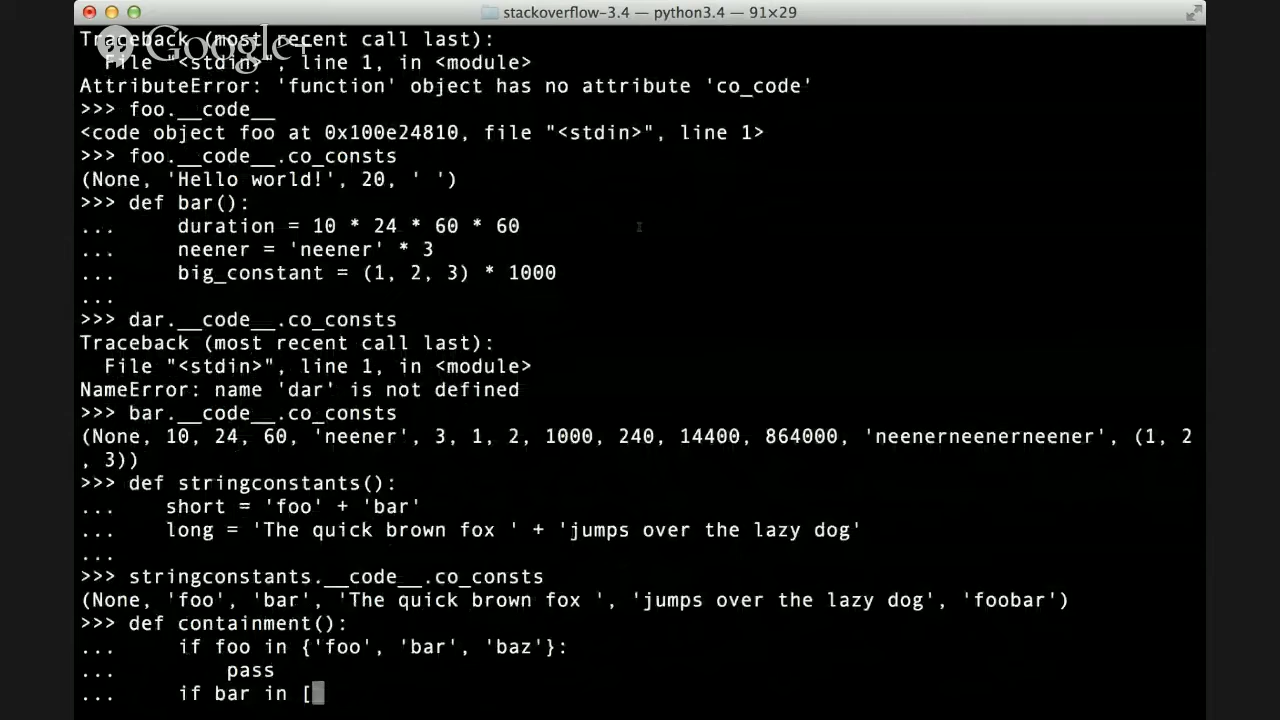 stackoverflow-3.4 — python3.4 — 91×29
Google+
Traceback (most recent call last):
  File "<stdin>", line 1, in <module>
AttributeError: 'function' object has no attribute 'co_code'
>>> foo.__code__
<code object foo at 0x100e24810, file "<stdin>", line 1>
>>> foo.__code__.co_consts
(None, 'Hello world!', 20, ' ')
>>> def bar():
...     duration = 10 * 24 * 60 * 60
...     neener = 'neener' * 3
...     big_constant = (1, 2, 3) * 1000
...
>>> dar.__code__.co_consts
Traceback (most recent call last):
  File "<stdin>", line 1, in <module>
NameError: name 'dar' is not defined
>>> bar.__code__.co_consts
(None, 10, 24, 60, 'neener', 3, 1, 2, 1000, 240, 14400, 864000, 'neenerneenerneener', (1, 2
, 3))
>>> def stringconstants():
...    short = 'foo' + 'bar'
...    long = 'The quick brown fox ' + 'jumps over the lazy dog'
...
>>> stringconstants.__code__.co_consts
(None, 'foo', 'bar', 'The quick brown fox ', 'jumps over the lazy dog', 'foobar')
>>> def containment():
...     if foo in {'foo', 'bar', 'baz'}:
...         pass
...     if bar in [